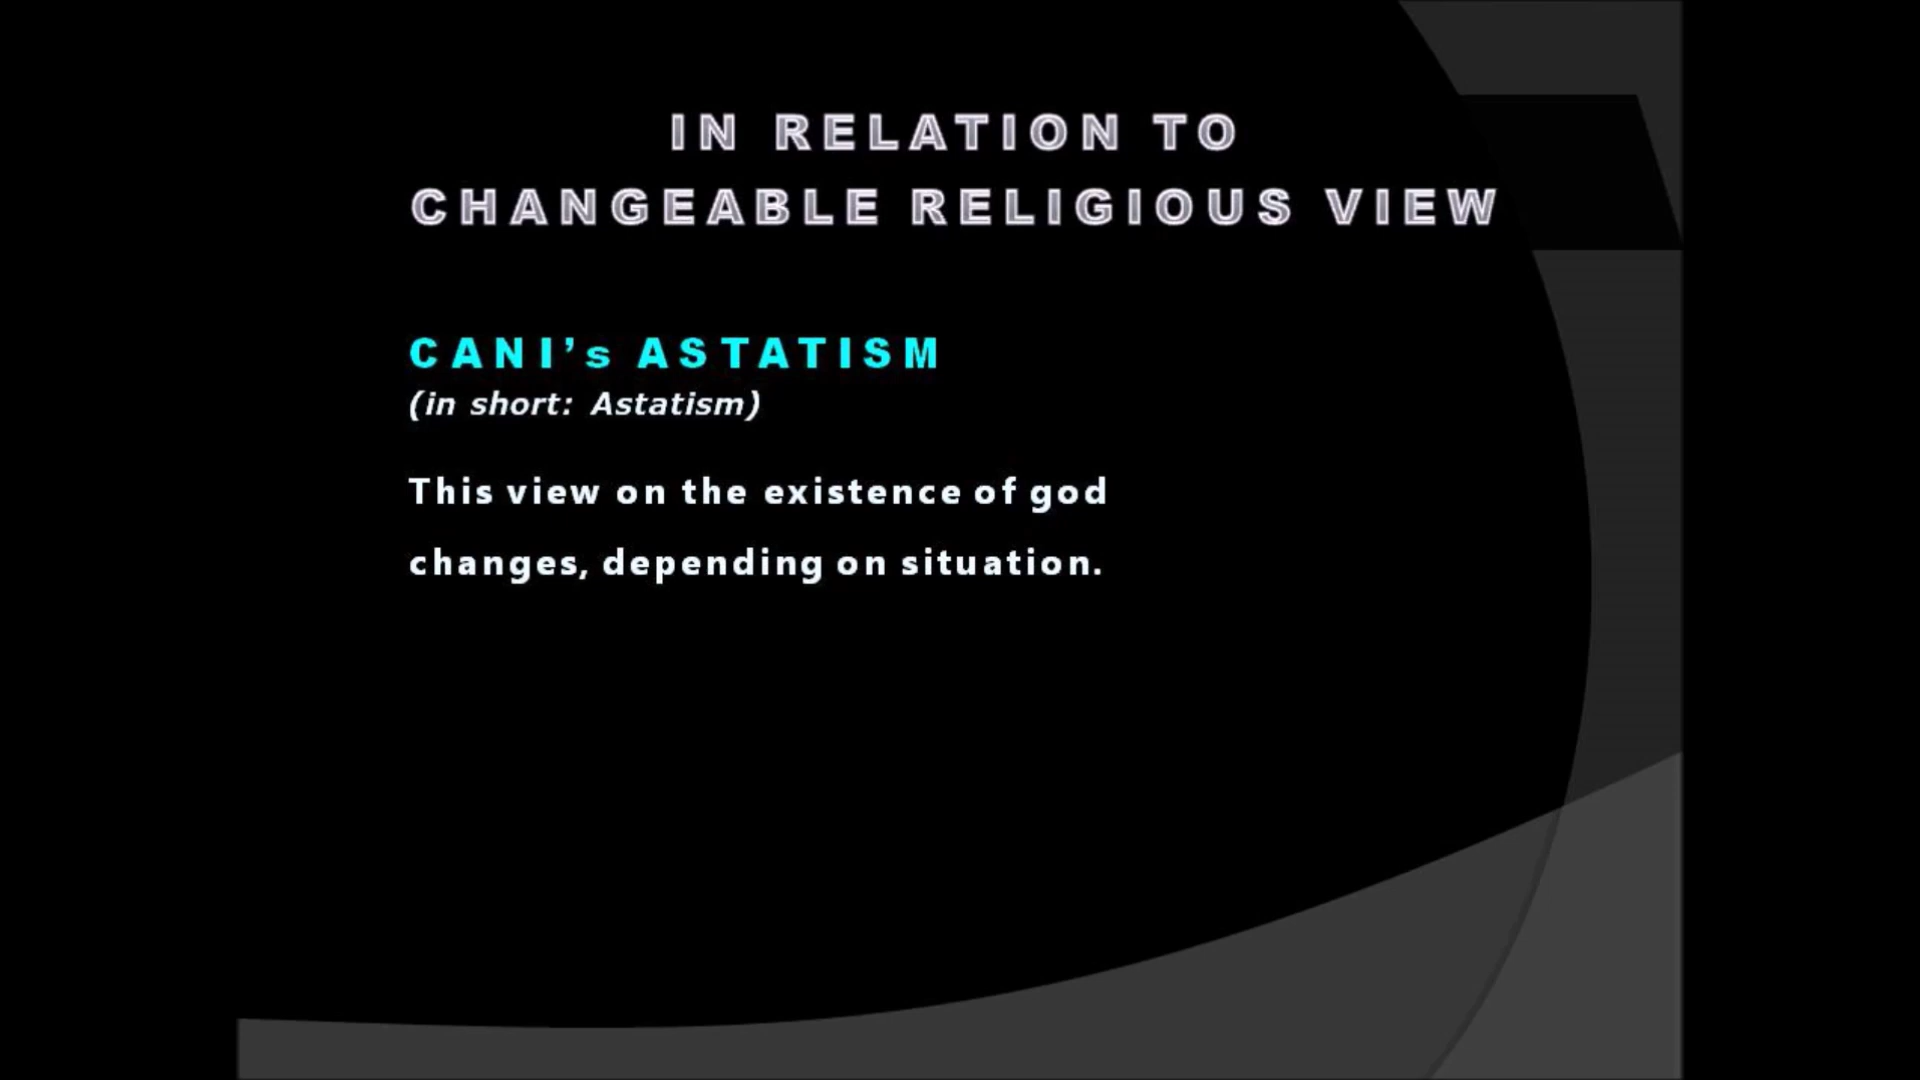 IN RELATION TO
CHANGEABLE RELIGIOUS VIEW
CANI’s ASTATISM
(in short: Astatism)
This view on the existence of god
changes, depending on situation.